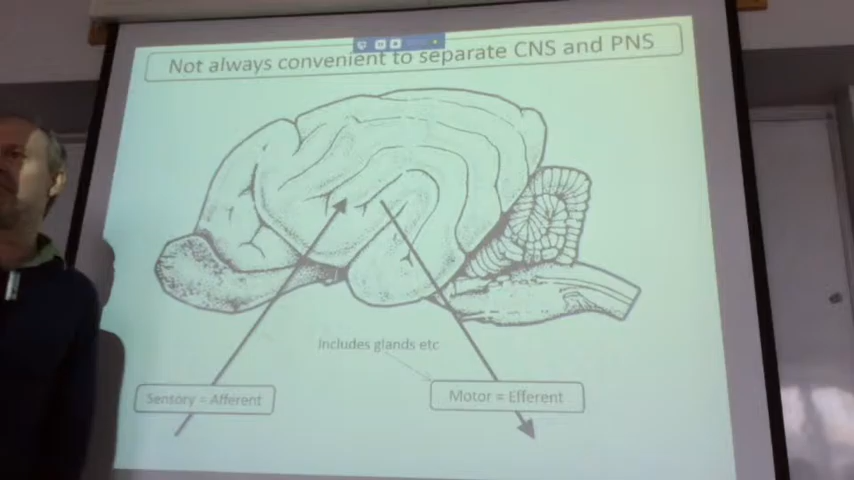 Not always convenient to separate CNS and PNS
Includes glands etc
Sensory = Afferent
Motor = Efferent